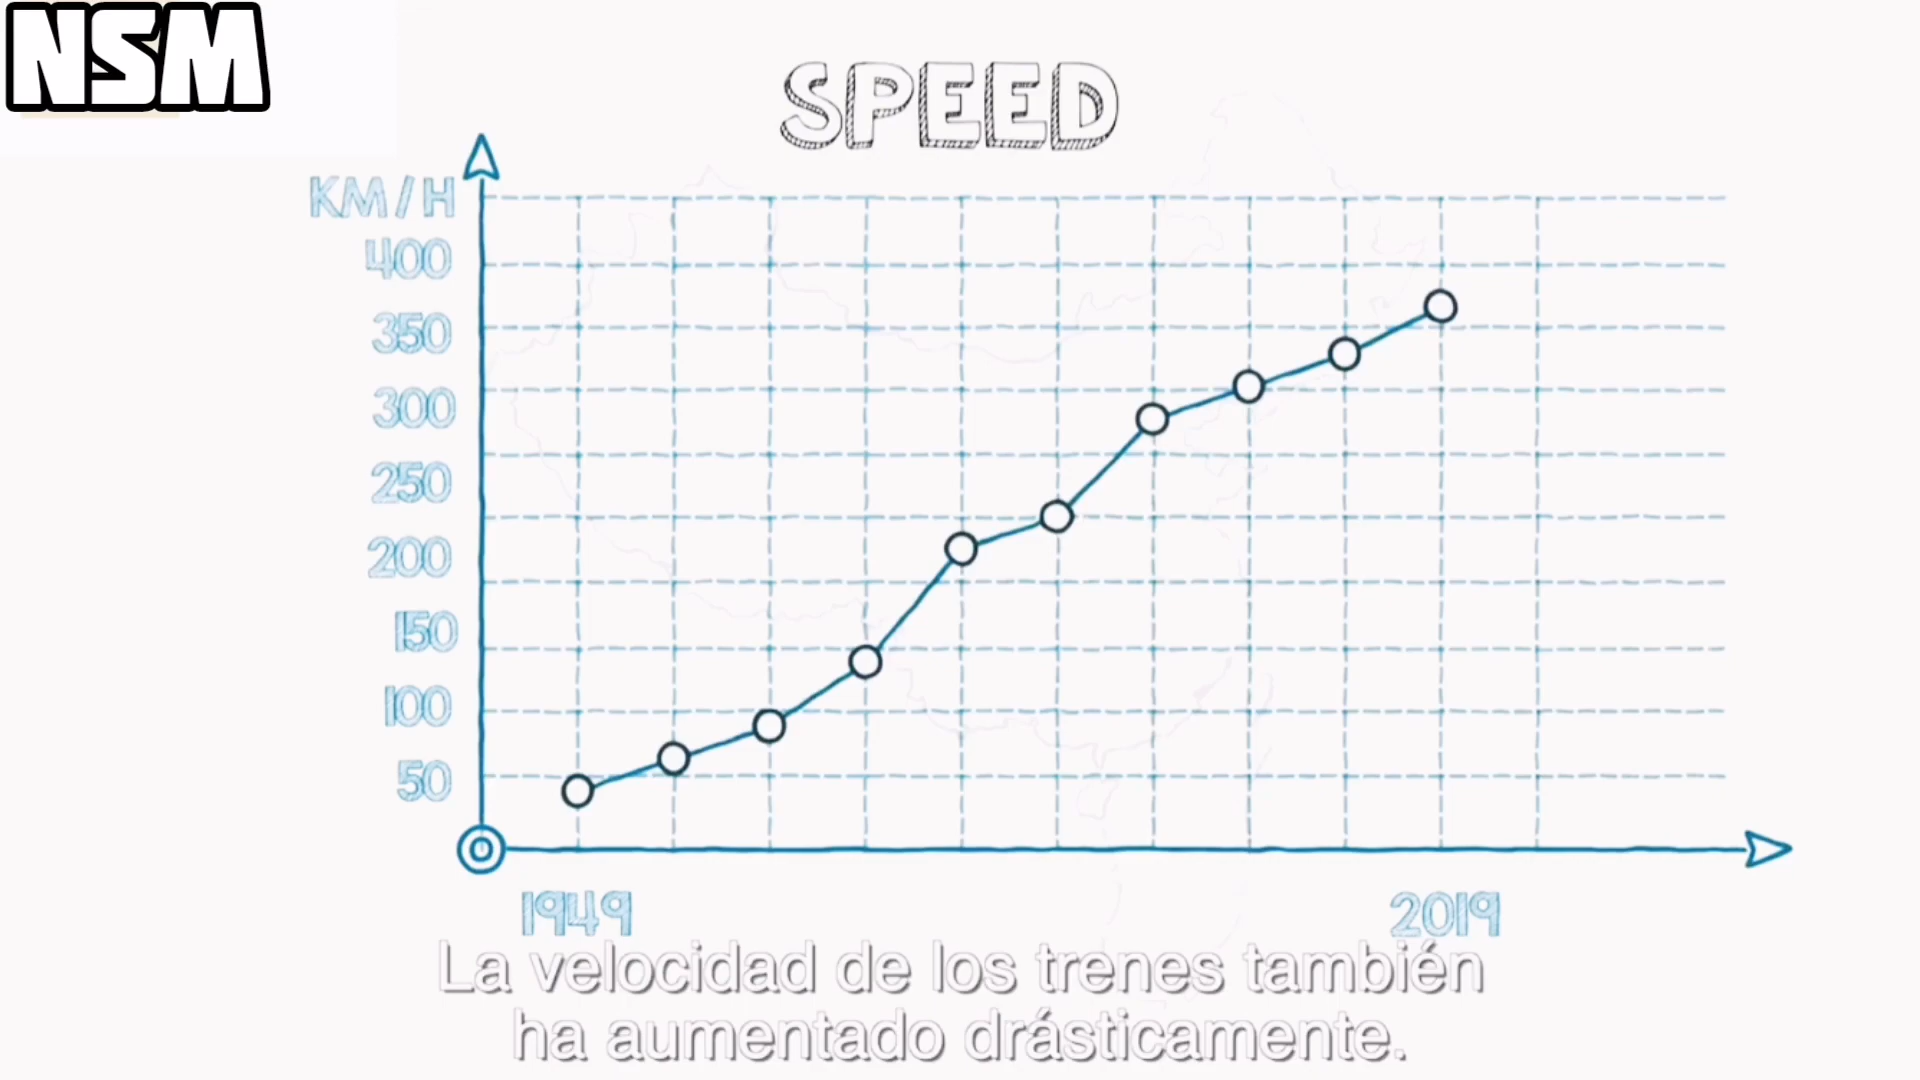 NSM
SPEED
KM/H
400
350
300
250
200
150
100
50
0
1949
2019
La velocidad de los trenes también
ha aumentado drásticamente.